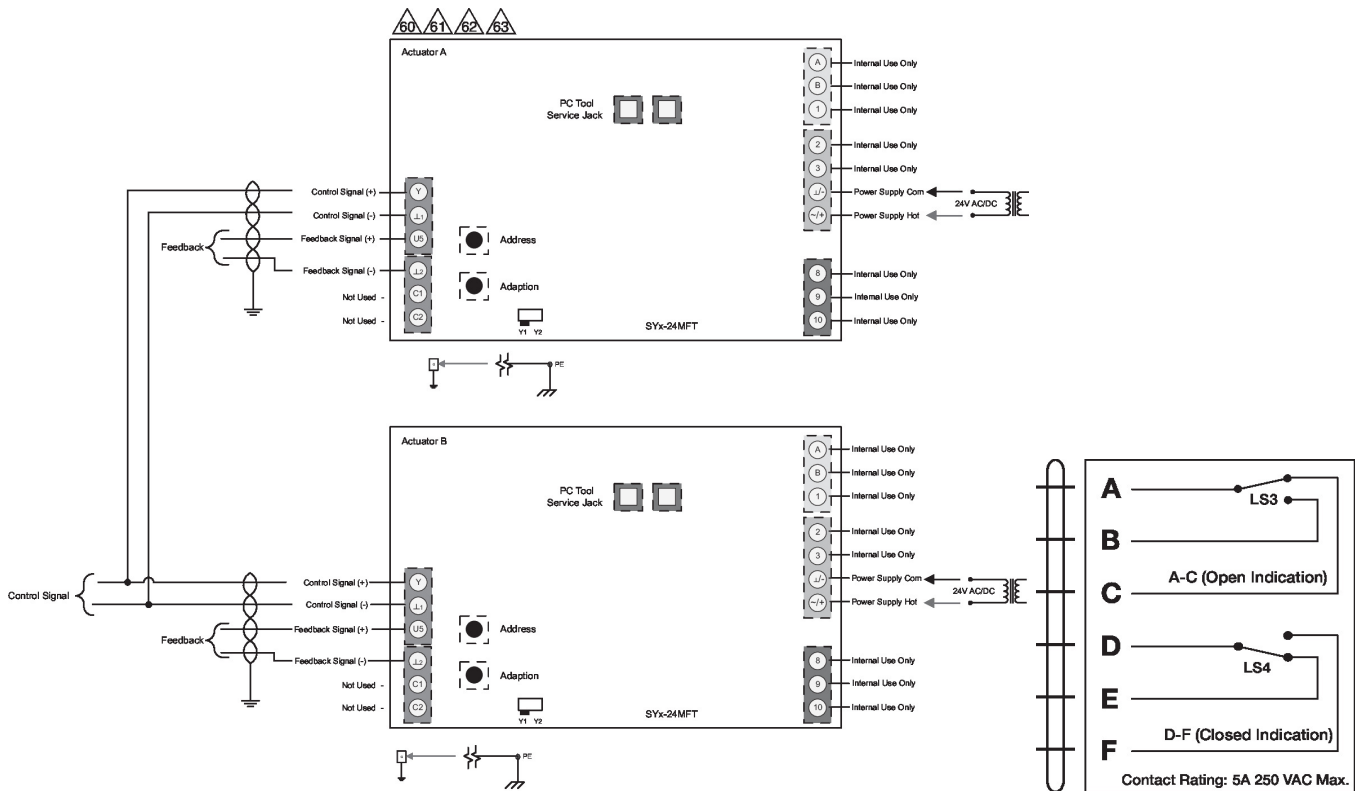 60 61 62 63
Actuator A
PC Tool
Service Jack
A Internal Use Only
B Internal Use Only
1 Internal Use Only
2 Internal Use Only
3 Internal Use Only
⊥/- Power Supply Com
~/+ Power Supply Hot
24V AC/DC
8 Internal Use Only
9 Internal Use Only
10 Internal Use Only
Control Signal (+) Y
Control Signal (-) ⊥1
Feedback Signal (+) U5
Feedback
Feedback Signal (-) ⊥2
Not Used - C1
Not Used - C2
Address
Adaption
Y1 Y2
SYx-24MFT
PE
Actuator B
PC Tool
Service Jack
A Internal Use Only
B Internal Use Only
1 Internal Use Only
2 Internal Use Only
3 Internal Use Only
⊥/- Power Supply Com
~/+ Power Supply Hot
24V AC/DC
8 Internal Use Only
9 Internal Use Only
10 Internal Use Only
Control Signal
Control Signal (+) Y
Control Signal (-) ⊥1
Feedback Signal (+) U5
Feedback
Feedback Signal (-) ⊥2
Not Used - C1
Not Used - C2
Address
Adaption
Y1 Y2
SYx-24MFT
PE
A
LS3
B
A-C (Open Indication)
C
D
LS4
E
D-F (Closed Indication)
F
Contact Rating: 5A 250 VAC Max.